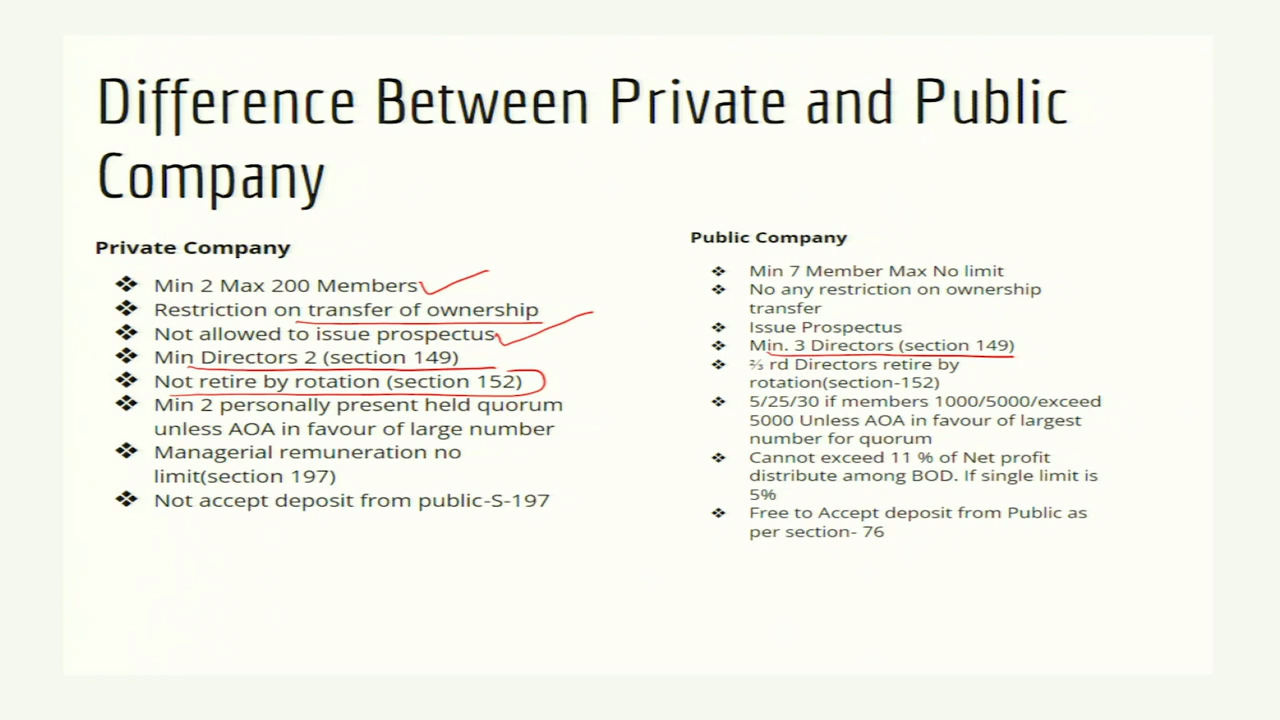 Difference Between Private and Public
Company
Private Company
❖ Min 2 Max 200 Members
❖ Restriction on transfer of ownership
❖ Not allowed to issue prospectus
❖ Min Directors 2 (section 149)
❖ Not retire by rotation (section 152)
❖ Min 2 personally present held quorum
unless AOA in favour of large number
❖ Managerial remuneration no
limit(section 197)
❖ Not accept deposit from public-S-197
Public Company
❖ Min 7 Member Max No limit
❖ No any restriction on ownership
transfer
❖ Issue Prospectus
❖ Min. 3 Directors (section 149)
❖ ⅔ rd Directors retire by
rotation(section-152)
❖ 5/25/30 if members 1000/5000/exceed
5000 Unless AOA in favour of largest
number for quorum
❖ Cannot exceed 11 % of Net profit
distribute among BOD. If single limit is
5%
❖ Free to Accept deposit from Public as
per section- 76